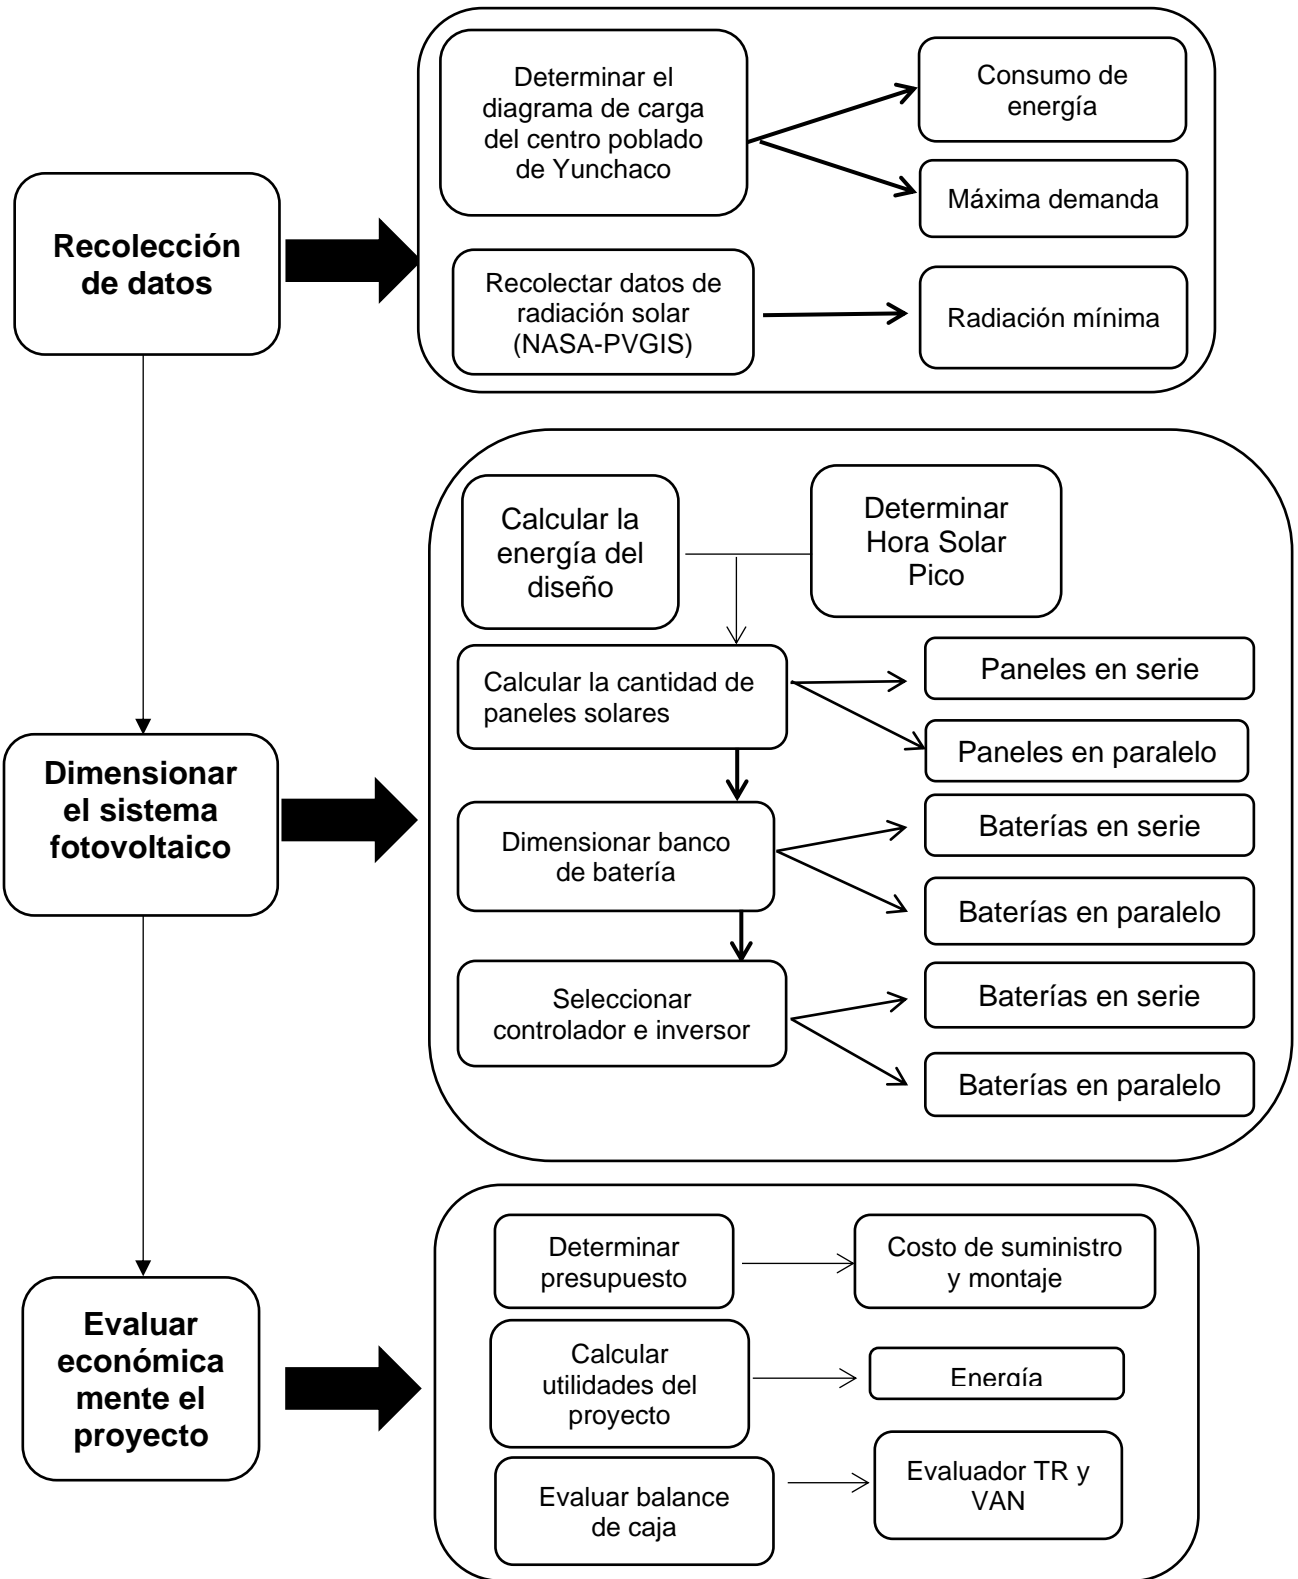 Recolección
de datos
Determinar el
diagrama de carga
del centro poblado
de Yunchaco
Consumo de
energía
Máxima demanda
Recolectar datos de
radiación solar
(NASA-PVGIS)
Radiación mínima
Dimensionar
el sistema
fotovoltaico
Calcular la
energía del
diseño
Determinar
Hora Solar
Pico
Calcular la cantidad de
paneles solares
Paneles en serie
Paneles en paralelo
Dimensionar banco
de batería
Baterías en serie
Baterías en paralelo
Seleccionar
controlador e inversor
Baterías en serie
Baterías en paralelo
Evaluar
económica
mente el
proyecto
Determinar
presupuesto
Costo de suministro
y montaje
Calcular
utilidades del
proyecto
Energía
Evaluar balance
de caja
Evaluador TR y
VAN